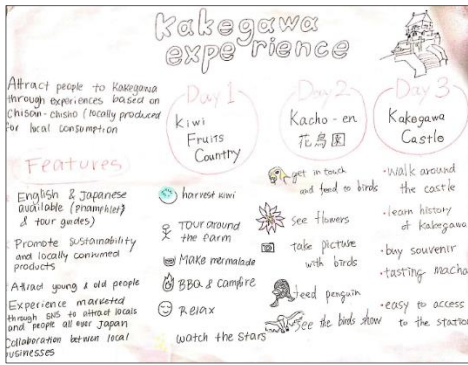 Kakegawa
experience
Attract people to Kakegawa
through experiences based on
Chisan-chisho (locally produced
for local consumption
Features
English & Japanese
available (pnamphlet)
& tour guides)
Promote sustainability
and locally consumed
products
Attract young & old people
Experience marketed
through SNS to attract locals
and people all over Japan
Collaboration between local
businesses
Day 1
Kiwi
Fruits
Country
harvest kiwi
Tour around
the farm
Make mermalade
BBQ & campfire
Relax
Watch the stars
Day 2
Kacho-en
花鳥園
get in touch
and feed to birds
see flowers
Take picture
with birds
feed penguin
See the birds show
Day 3
Kakegawa
Castle
•walk around
the castle
•learn history
of kakegawa
•buy souvenir
•tasting macha
•easy to access
to the station